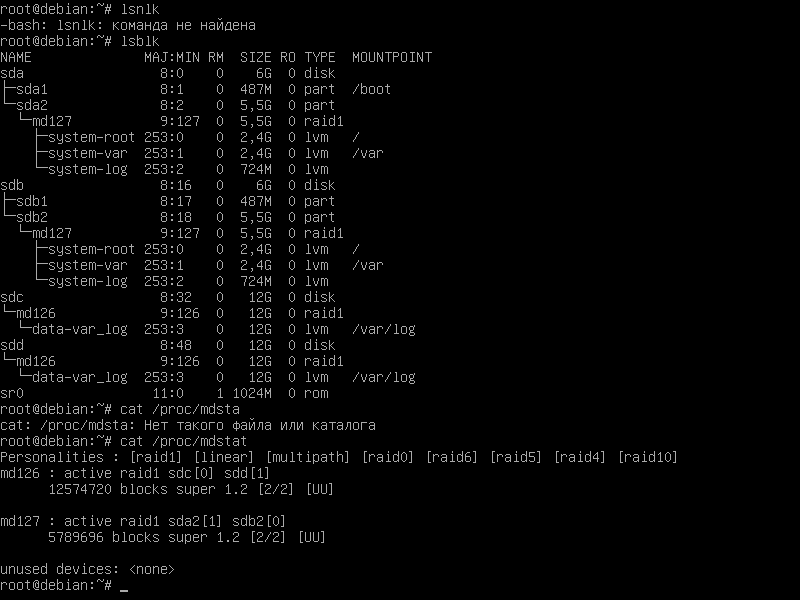 root@debian:~# lsnlk
-bash: lsnlk: команда не найдена
root@debian:~# lsblk
NAME              MAJ:MIN RM   SIZE RO TYPE  MOUNTPOINT
sda                 8:0    0     6G  0 disk
├─sda1              8:1    0   487M  0 part  /boot
└─sda2              8:2    0   5,5G  0 part
  └─md127           9:127  0   5,5G  0 raid1
    ├─system-root 253:0    0   2,4G  0 lvm   /
    ├─system-var  253:1    0   2,4G  0 lvm   /var
    └─system-log  253:2    0   724M  0 lvm
sdb                 8:16   0     6G  0 disk
├─sdb1              8:17   0   487M  0 part
└─sdb2              8:18   0   5,5G  0 part
  └─md127           9:127  0   5,5G  0 raid1
    ├─system-root 253:0    0   2,4G  0 lvm   /
    ├─system-var  253:1    0   2,4G  0 lvm   /var
    └─system-log  253:2    0   724M  0 lvm
sdc                 8:32   0    12G  0 disk
└─md126             9:126  0    12G  0 raid1
  └─data-var_log  253:3    0    12G  0 lvm   /var/log
sdd                 8:48   0    12G  0 disk
└─md126             9:126  0    12G  0 raid1
  └─data-var_log  253:3    0    12G  0 lvm   /var/log
sr0                11:0    1  1024M  0 rom
root@debian:~# cat /proc/mdsta
cat: /proc/mdsta: Нет такого файла или каталога
root@debian:~# cat /proc/mdstat
Personalities : [raid1] [linear] [multipath] [raid0] [raid6] [raid5] [raid4] [raid10]
md126 : active raid1 sdc[0] sdd[1]
      12574720 blocks super 1.2 [2/2] [UU]
md127 : active raid1 sda2[1] sdb2[0]
      5789696 blocks super 1.2 [2/2] [UU]
unused devices: <none>
root@debian:~# _